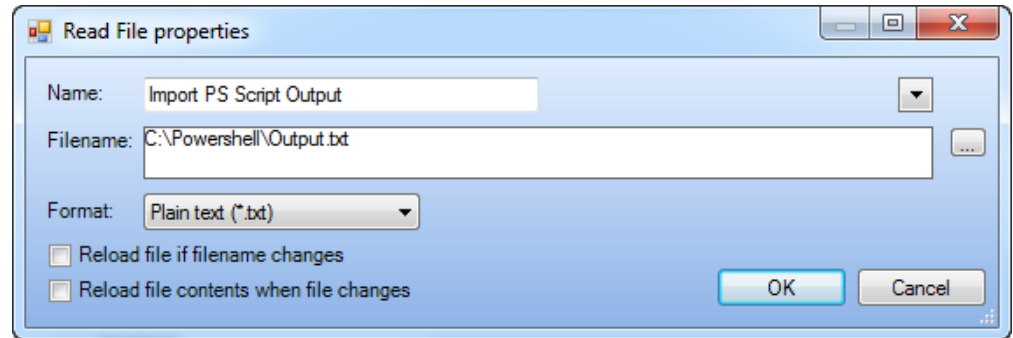 Read File properties
Name: Import PS Script Output
Filename: C:\Powershell\Output.txt
...
Format: Plain text (*.txt)
Reload file if filename changes
Reload file contents when file changes
OK Cancel